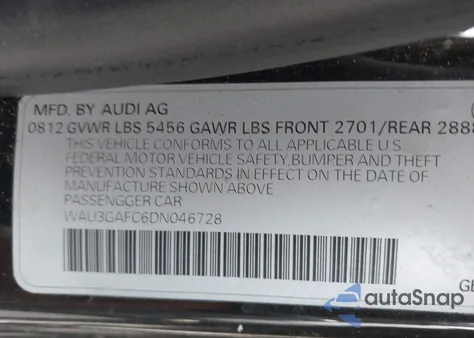 MFD. BY AUDI AG
0812 GVWR LBS 5456 GAWR LBS FRONT 2701/REAR 288
THIS VEHICLE CONFORMS TO ALL APPLICABLE U S
FEDERAL MOTOR VEHICLE SAFETY, BUMPER AND THEFT
PREVENTION STANDARDS IN EFFECT ON THE DATE OF
MANUFACTURE SHOWN ABOVE
PASSENGGER CAR
WAU3GAFC6DN046728
GE
autoSnap